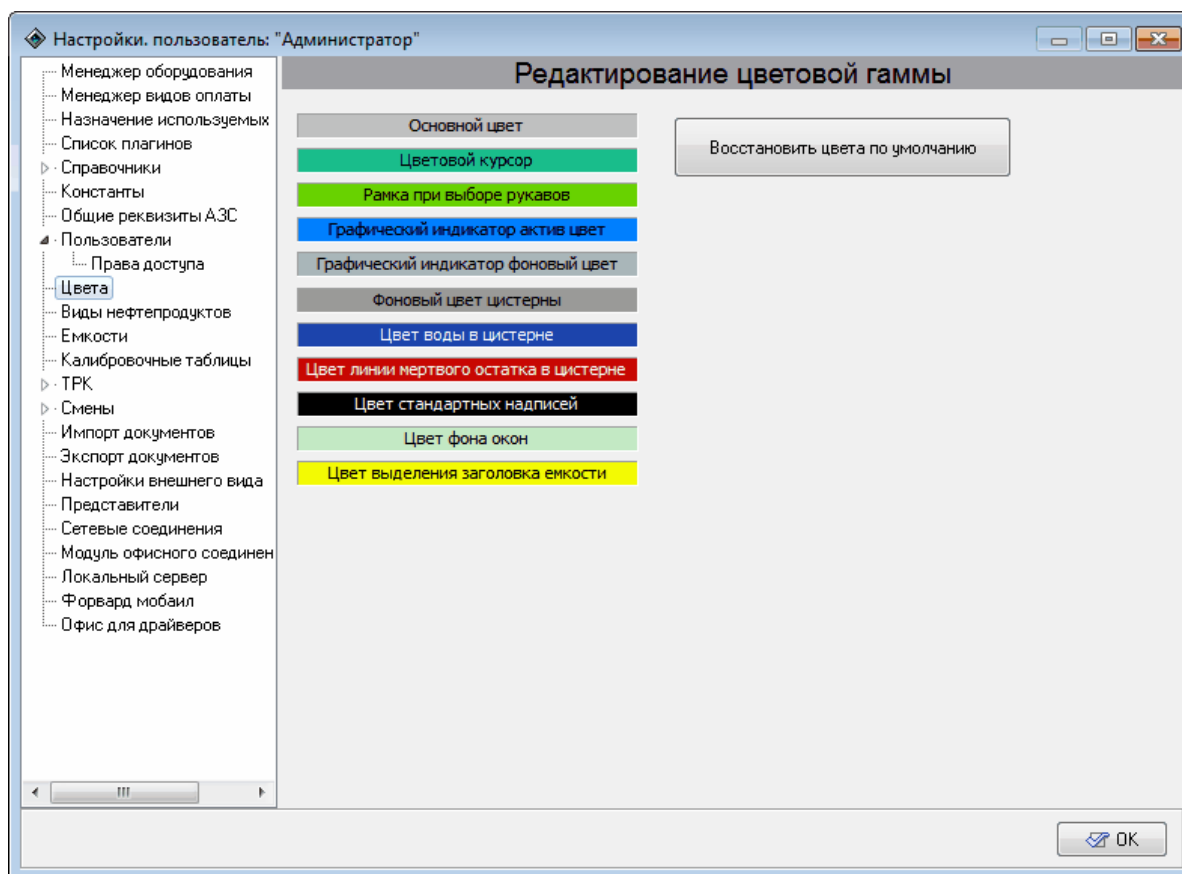 Настройки. пользователь: "Администратор"
Менеджер оборудования
Менеджер видов оплаты
Назначение используемых
Список плагинов
Справочники
Константы
Общие реквизиты АЗС
Пользователи
Права доступа
Цвета
Виды нефтепродуктов
Емкости
Калибровочные таблицы
ТРК
Смены
Импорт документов
Экспорт документов
Настройки внешнего вида
Представители
Сетевые соединения
Модуль офисного соединен
Локальный сервер
Форвард мобаил
Офис для драйверов
Редактирование цветовой гаммы
Основной цвет
Цветовой курсор
Рамка при выборе рукавов
Графический индикатор актив цвет
Графический индикатор фоновый цвет
Фоновый цвет цистерны
Цвет воды в цистерне
Цвет линии мертвого остатка в цистерне
Цвет стандартных надписей
Цвет фона окон
Цвет выделения заголовка емкости
Восстановить цвета по умолчанию
OK